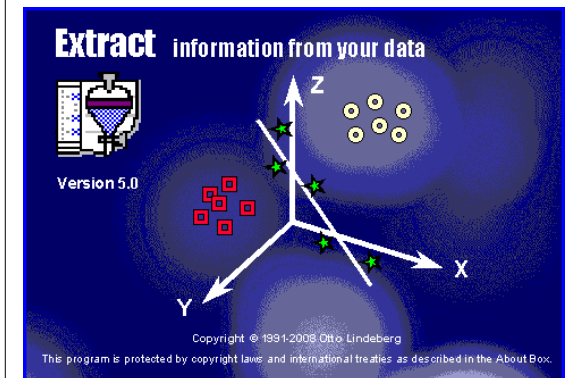 Extract information from your data
Z
Version 5.0
X
Y
Copyright © 1991-2008 Otto Lindeberg
This program is protected by copyright laws and international treaties as described in the About Box.